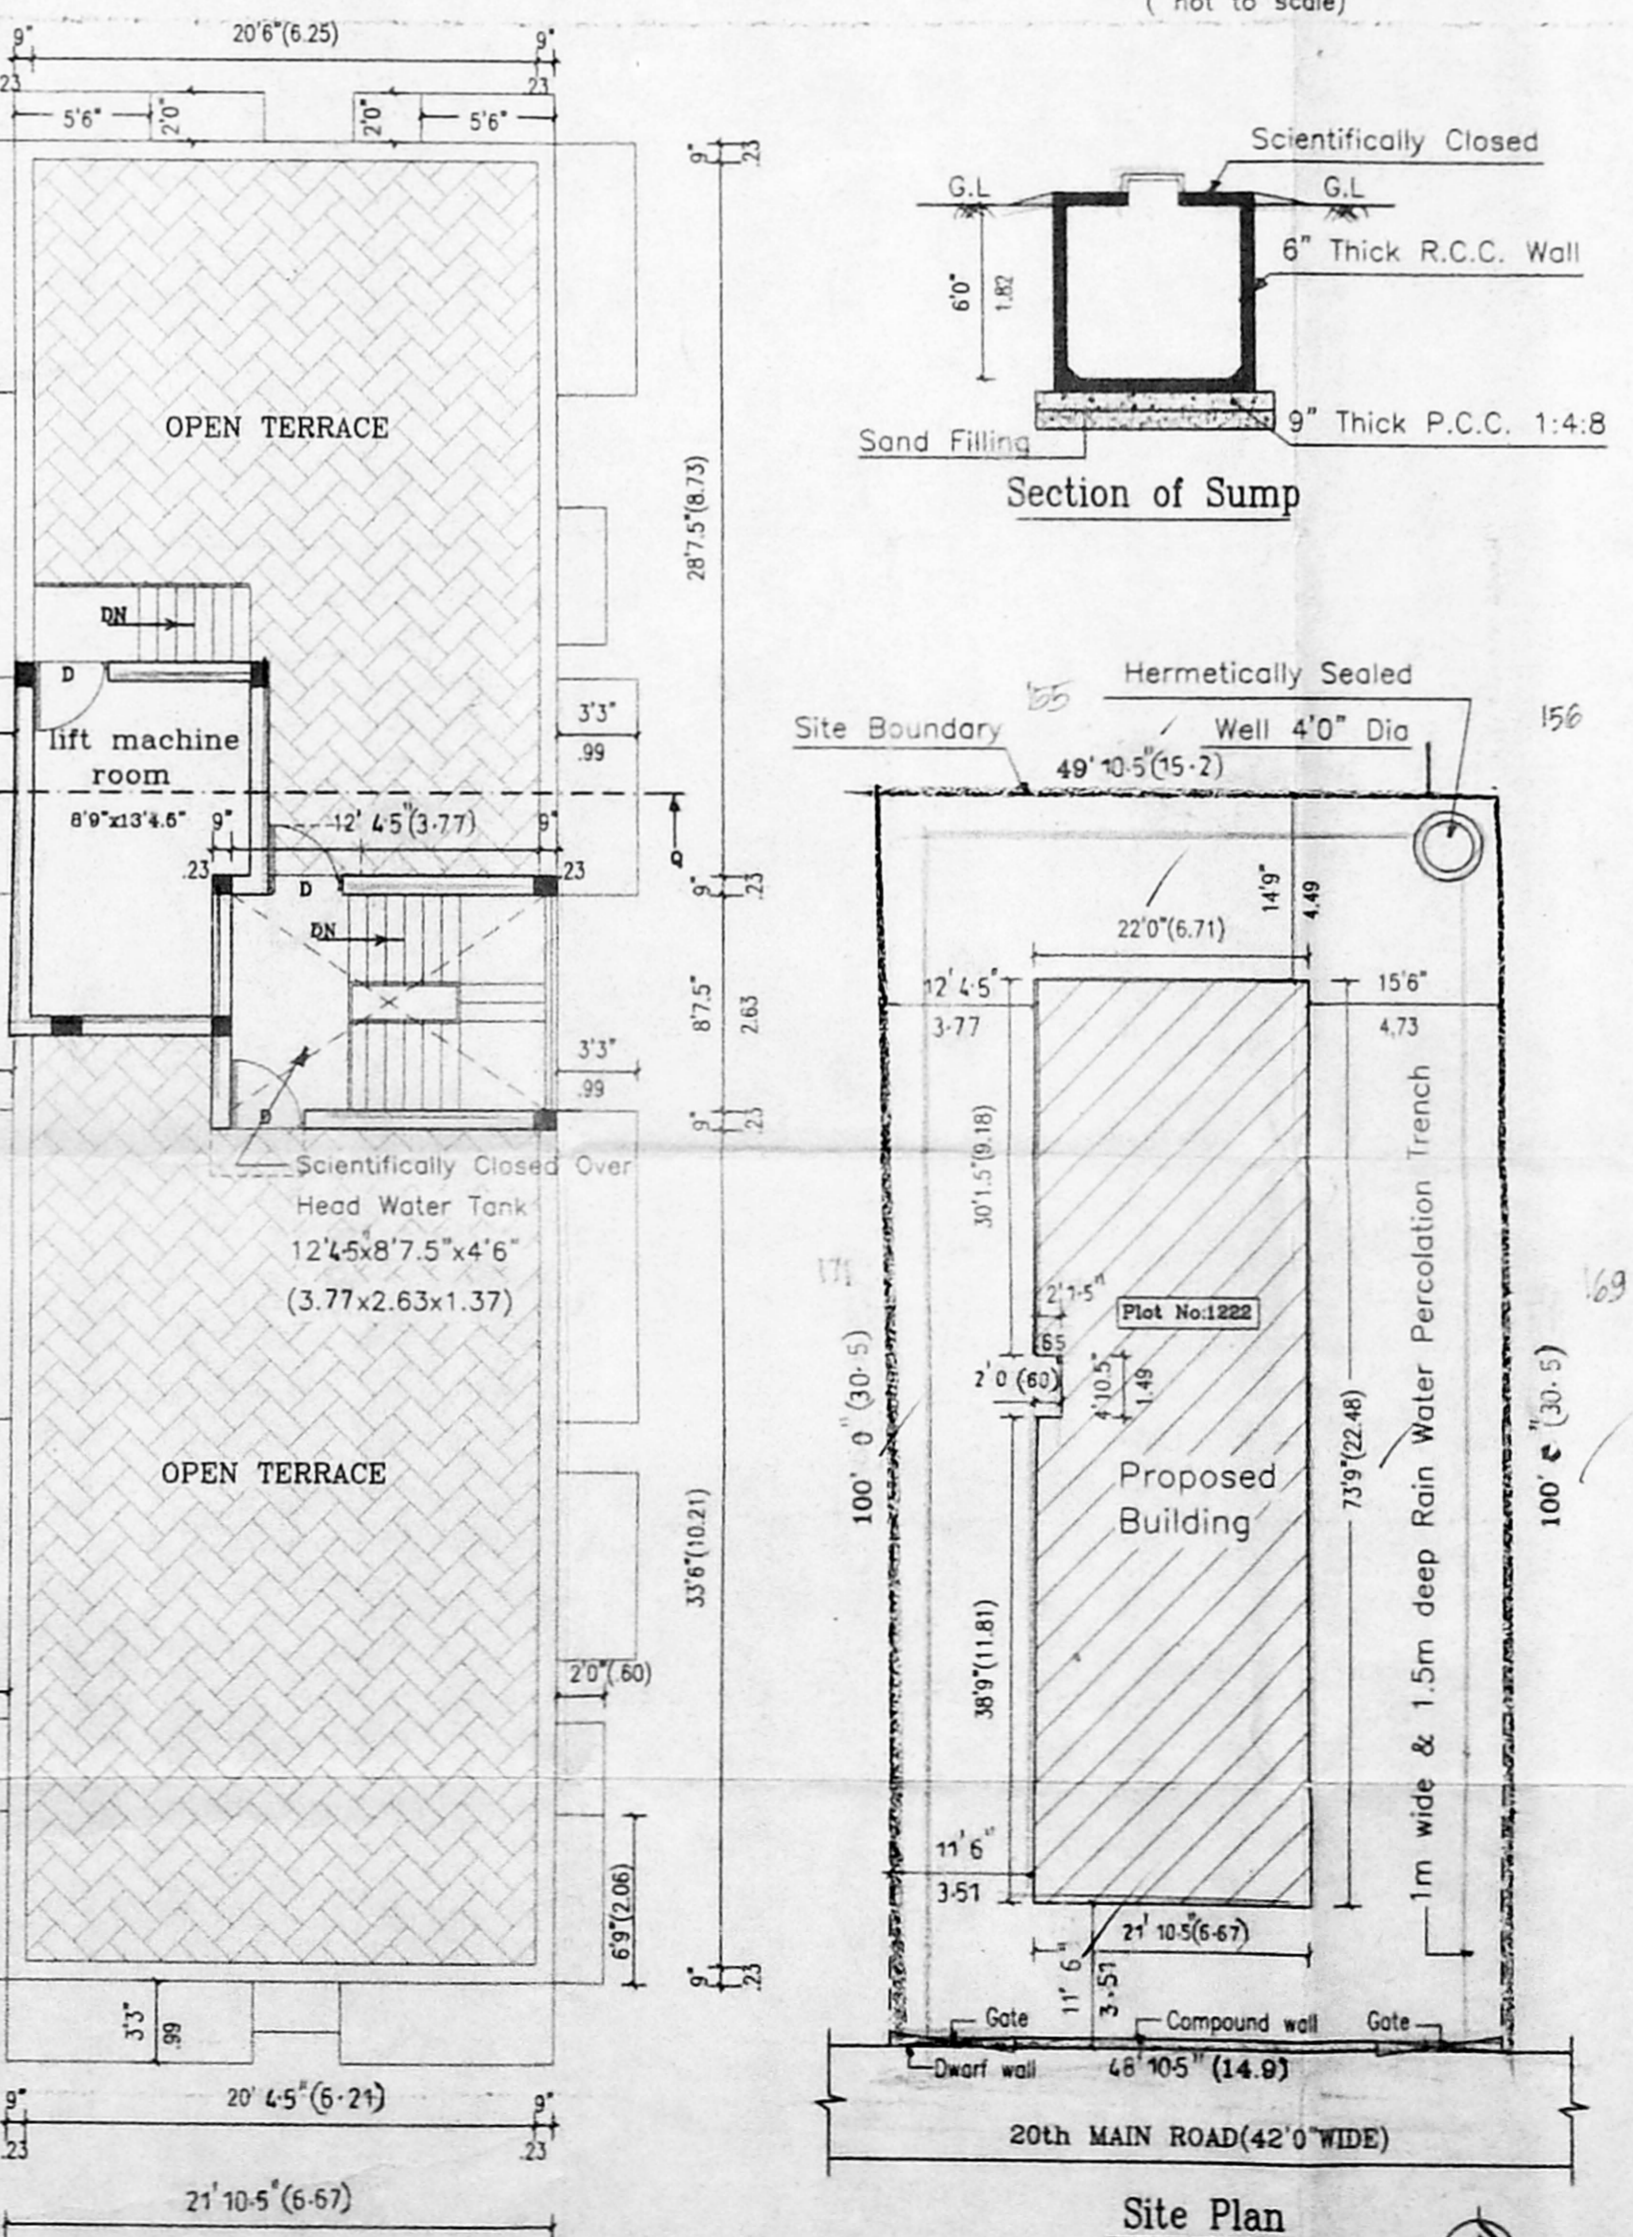 ( not to scale)
9"
20'6"(6.25)
9"
23
23
5'6"
2'0"
2'0"
5'6"
9"
.23
OPEN TERRACE
28'7.5"(8.73)
DN
D
lift machine
room
8'9"x13'4.5"
3'3"
.99
9"
12' 4.5"(3.77)
9"
.23
.23
D
DN
9"
.23
8'7.5"
2.63
3'3"
.99
9"
.23
D
Scientifically Closed Over
Head Water Tank
12'4.5"x8'7.5"x4'6"
(3.77x2.63x1.37)
OPEN TERRACE
33'6"(10.21)
2'0"(.60)
6'9"(2.06)
9"
.23
3'3"
.99
9"
20' 4.5"(6.21)
9"
.23
.23
21' 10.5"(6.67)
Scientifically Closed
G.L
G.L
6" Thick R.C.C. Wall
6'0"
1.82
9" Thick P.C.C. 1:4:8
Sand Filling
Section of Sump
Hermetically Sealed
155
156
Site Boundary
Well 4'0" Dia
49' 10.5"(15.2)
14'9"
4.49
22'0"(6.71)
12' 4.5"
3.77
15'6"
4.73
30'1.5"(9.18)
171
169
2'1.5"
65
Plot No:1222
2'0 (60)
4'10.5"
1.49
100' 0" (30.5)
73'9"(22.48)
1m wide & 1.5m deep Rain Water Percolation Trench
100' 0" (30.5)
Proposed
Building
38'9"(11.81)
11'6"
3.51
21' 10.5"(6.67)
11' 6"
3.51
Gate
Compound wall
Gate
Dwarf wall
48' 10.5" (14.9)
20th MAIN ROAD(42'0"WIDE)
Site Plan